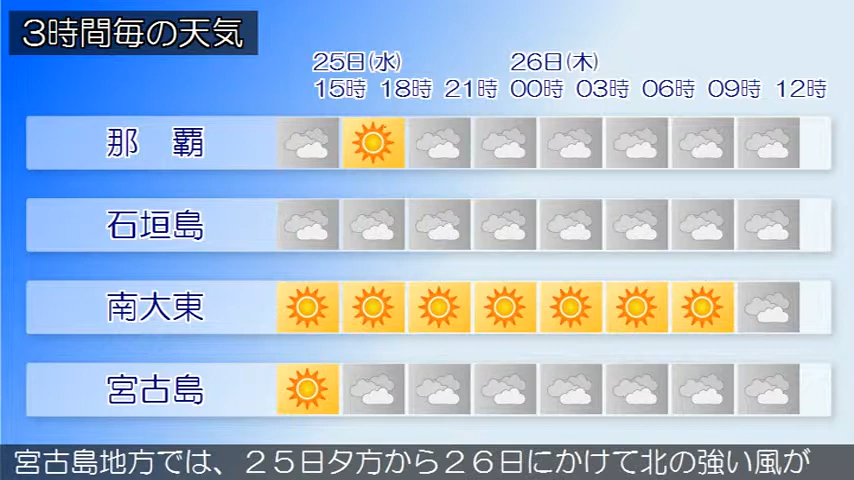 3時間毎の天気
25日(水) 26日(木)
15時 18時 21時 00時 03時 06時 09時 12時
那　覇
石垣島
南大東
宮古島
宮古島地方では、２５日夕方から２６日にかけて北の強い風が